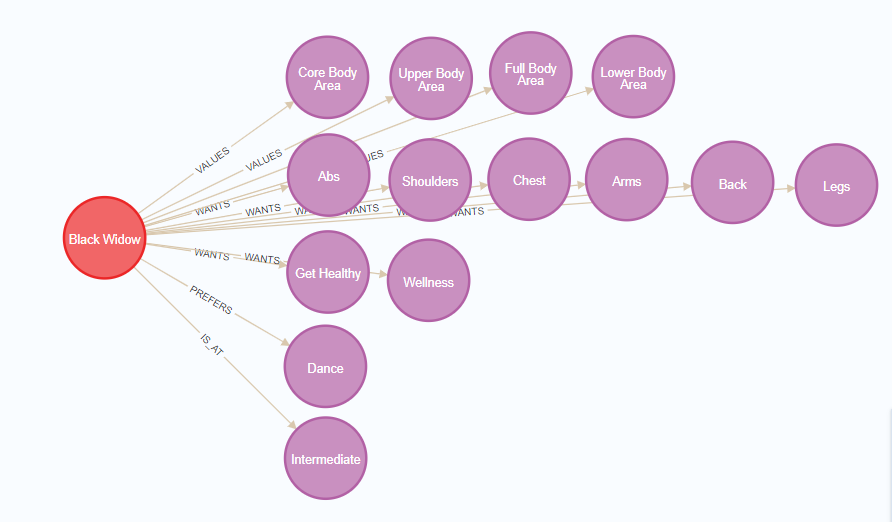 Core Body
Area
Upper Body
Area
Full Body
Area
Lower Body
Area
VALUES
VALUES
Abs
Shoulders
Chest
Arms
Back
Legs
WANTS
WANTS
WANTS
WANTS
Black Widow
WANTS
WANTS
Get Healthy
Wellness
PREFERS
Dance
IS_AT
Intermediate